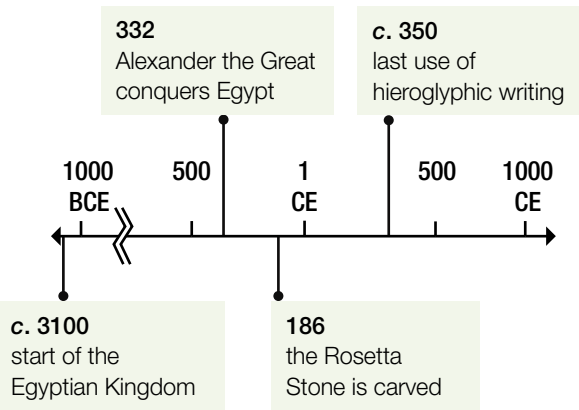 332
Alexander the Great
conquers Egypt
c. 350
last use of
hieroglyphic writing
1000
BCE
500
1
CE
500
1000
CE
c. 3100
start of the
Egyptian Kingdom
186
the Rosetta
Stone is carved